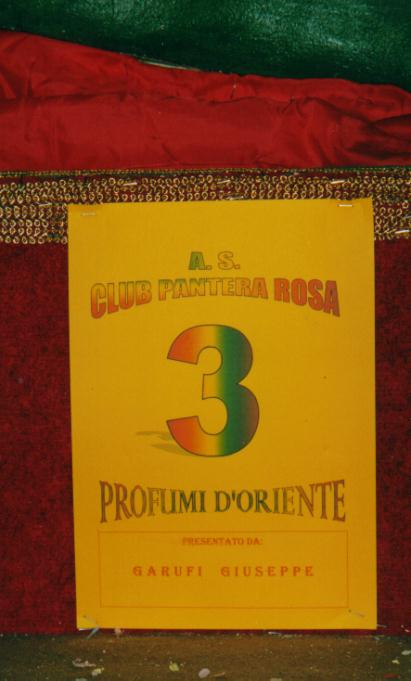 A. S.
CLUB PANTERA ROSA
3
PROFUMI D'ORIENTE
PRESENTATO DA:
GARUFI GIUSEPPE